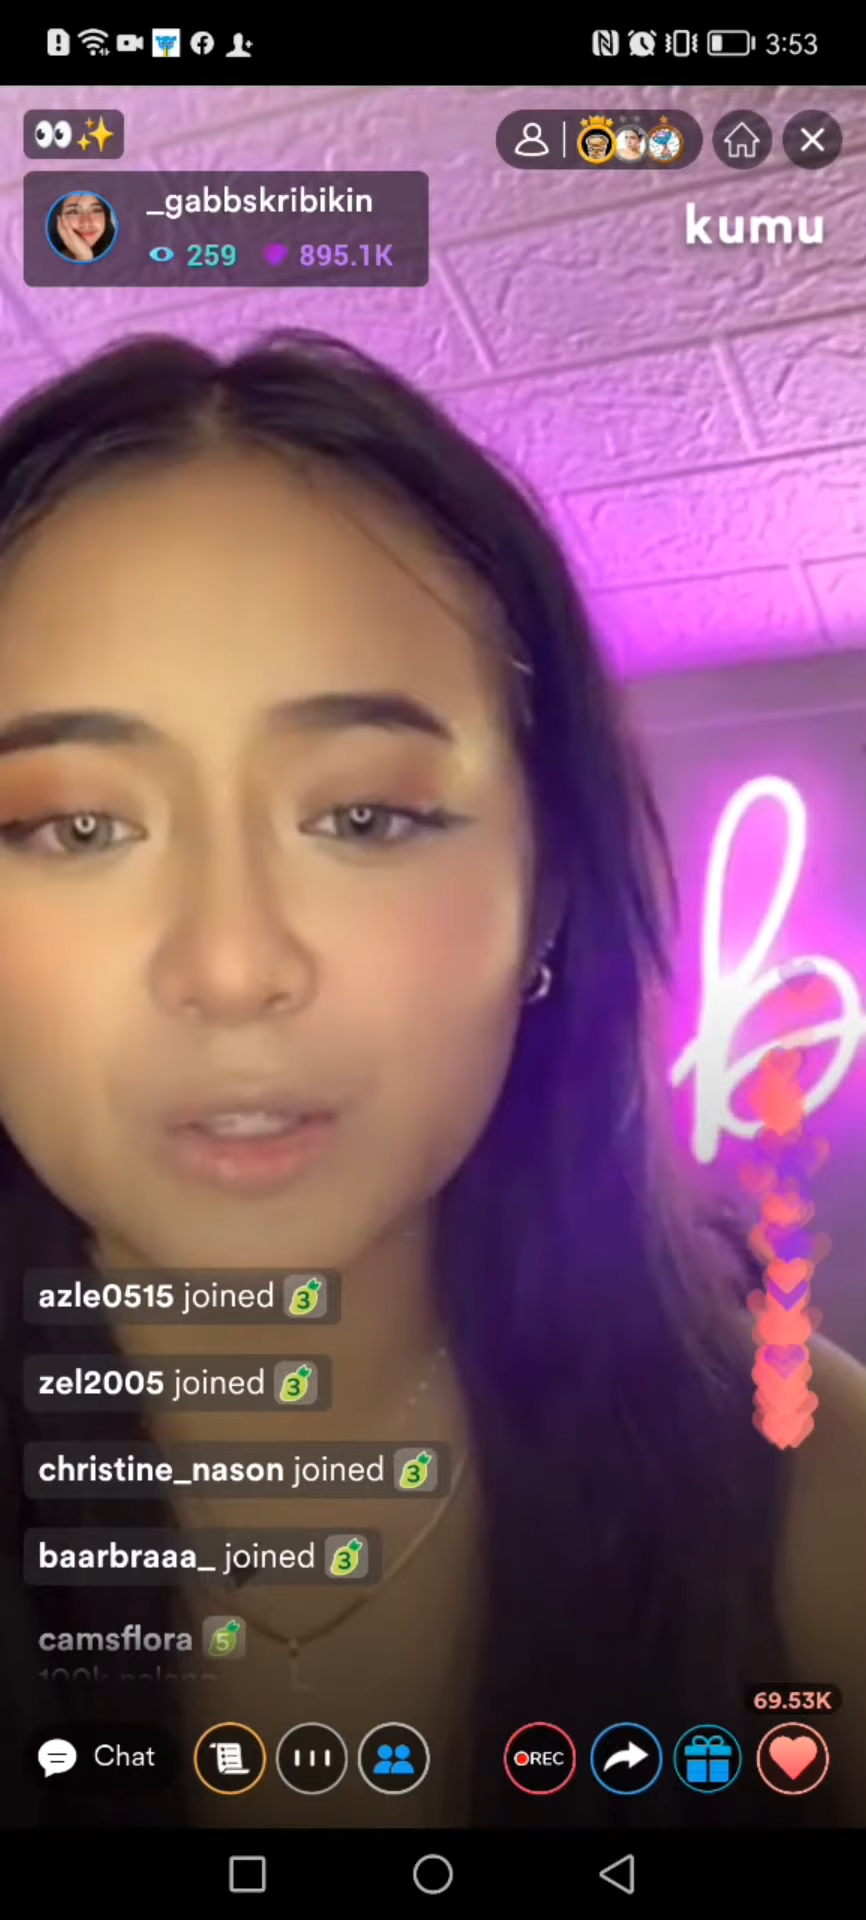 3:53
👀✨
_gabbskribikin
259 895.1K
kumu
b
azle0515 joined 3
zel2005 joined 3
christine_nason joined 3
baarbraaa_ joined 3
camsflora 5
69.53K
Chat
REC